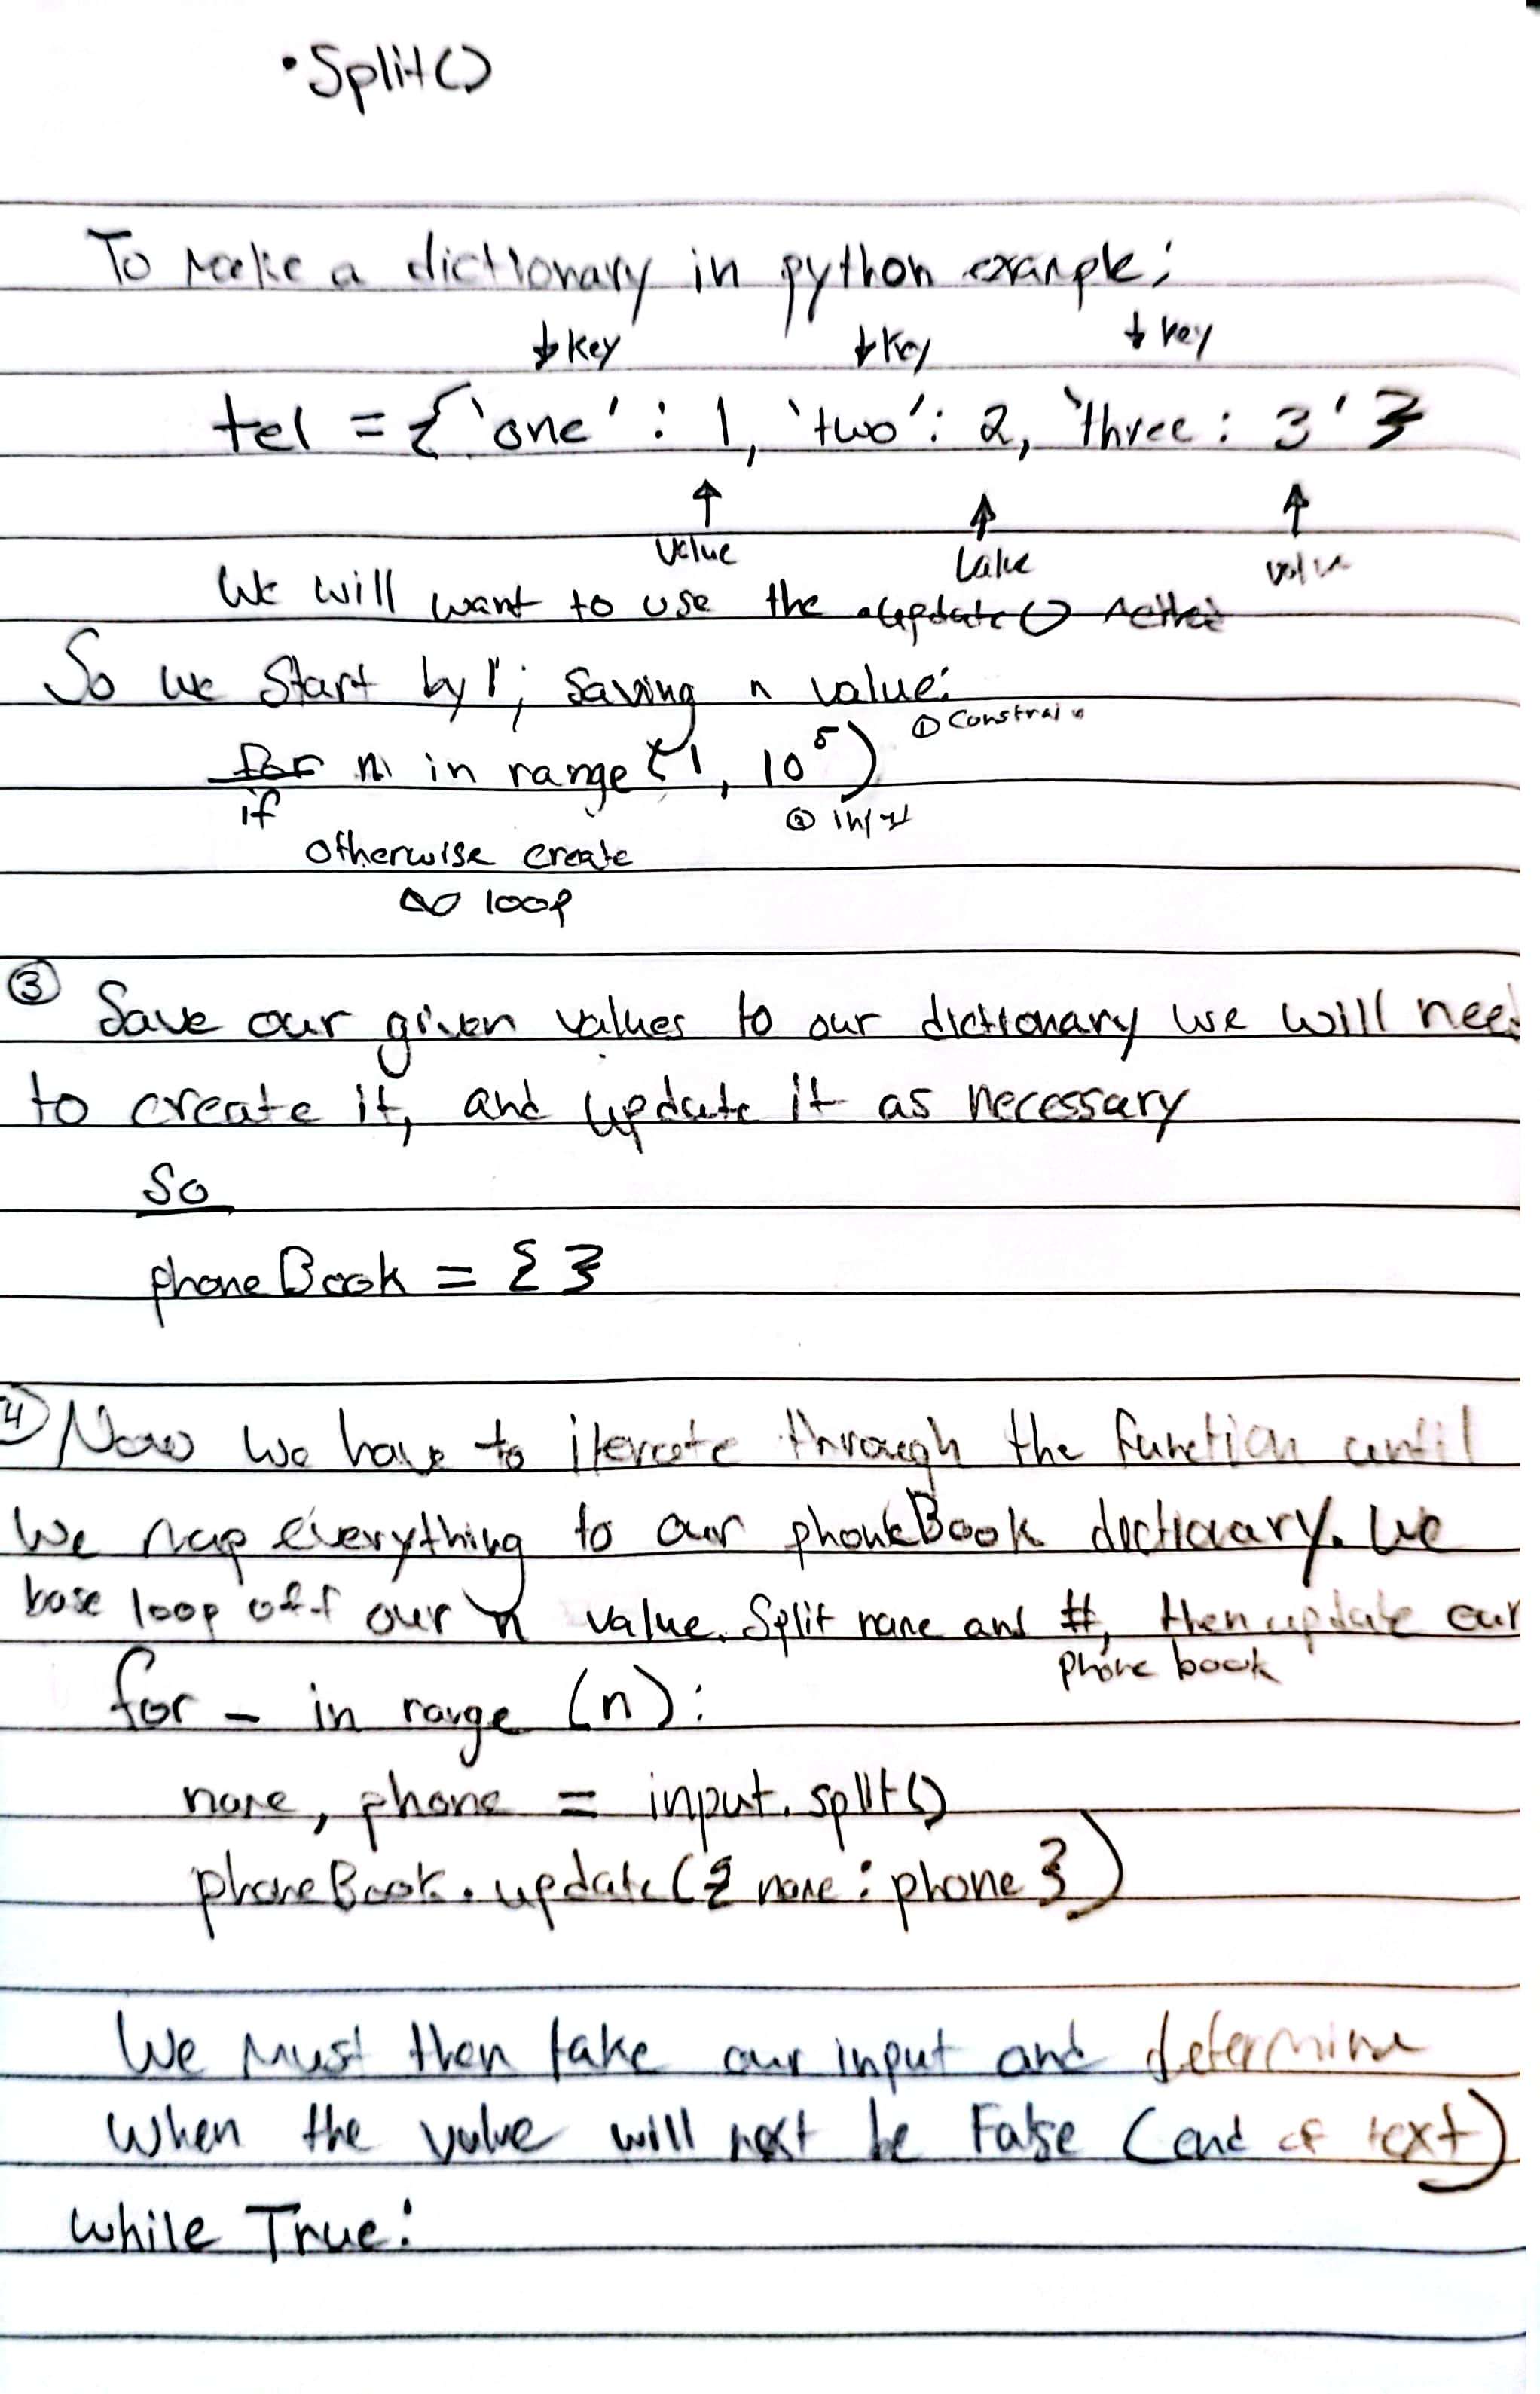 .Split()
To make a dictionary in python example:
↓key ↓key ↓key
tel = {'one' : 1, 'two': 2, 'three : 3'}
↑ ↑ ↑
value value value
We will want to use the .update() method
So we start by 1; saving n value:
① Constrain
for n in range (1, 10⁵)
if ② input
otherwise create
∞ loop
③ Save our given values to our dictionary we will need
to create it, and update it as necessary
So
phoneBook = {}
④ Now we have to iterate through the function until
we map everything to our phoneBook dictionary. We
base loop off our n value. Split name and #, then update our
phone book
for _ in range (n):
name, phone = input.split()
phoneBook.update({name : phone})
We must then take our input and determine
when the value will not be False (end of text)
while True: